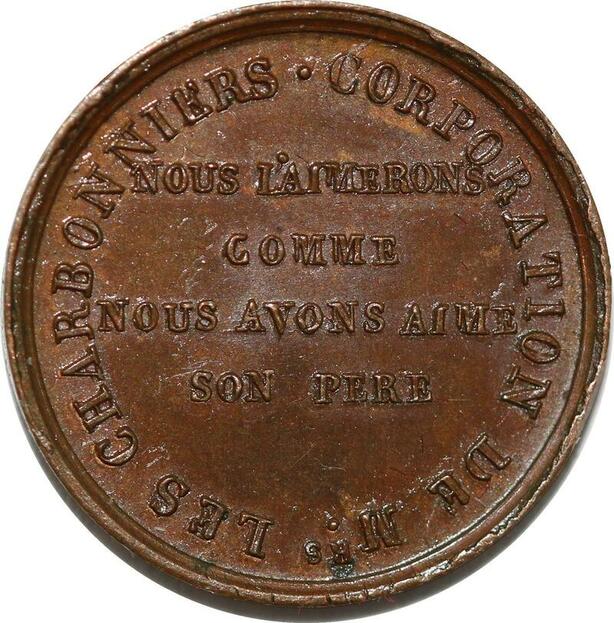 CORPORATION DE Mrs. LES CHARBONNIERS ·
NOUS L'AIMERONS
COMME
NOUS AVONS AIME
SON PERE